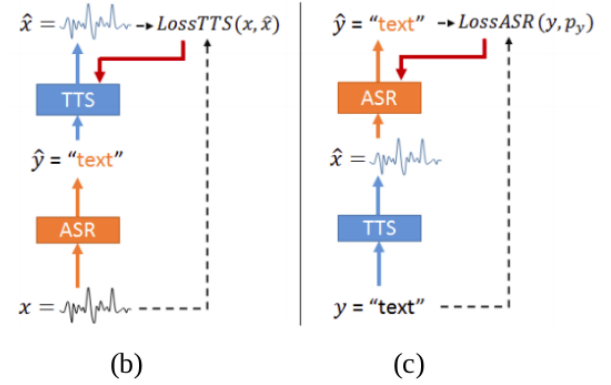 x̂ = → LossTTS(x, x̂)
TTS
ŷ = “text”
ASR
x =
(b)
ŷ = “text” → LossASR(y, p_y)
ASR
x̂ =
TTS
y = “text”
(c)